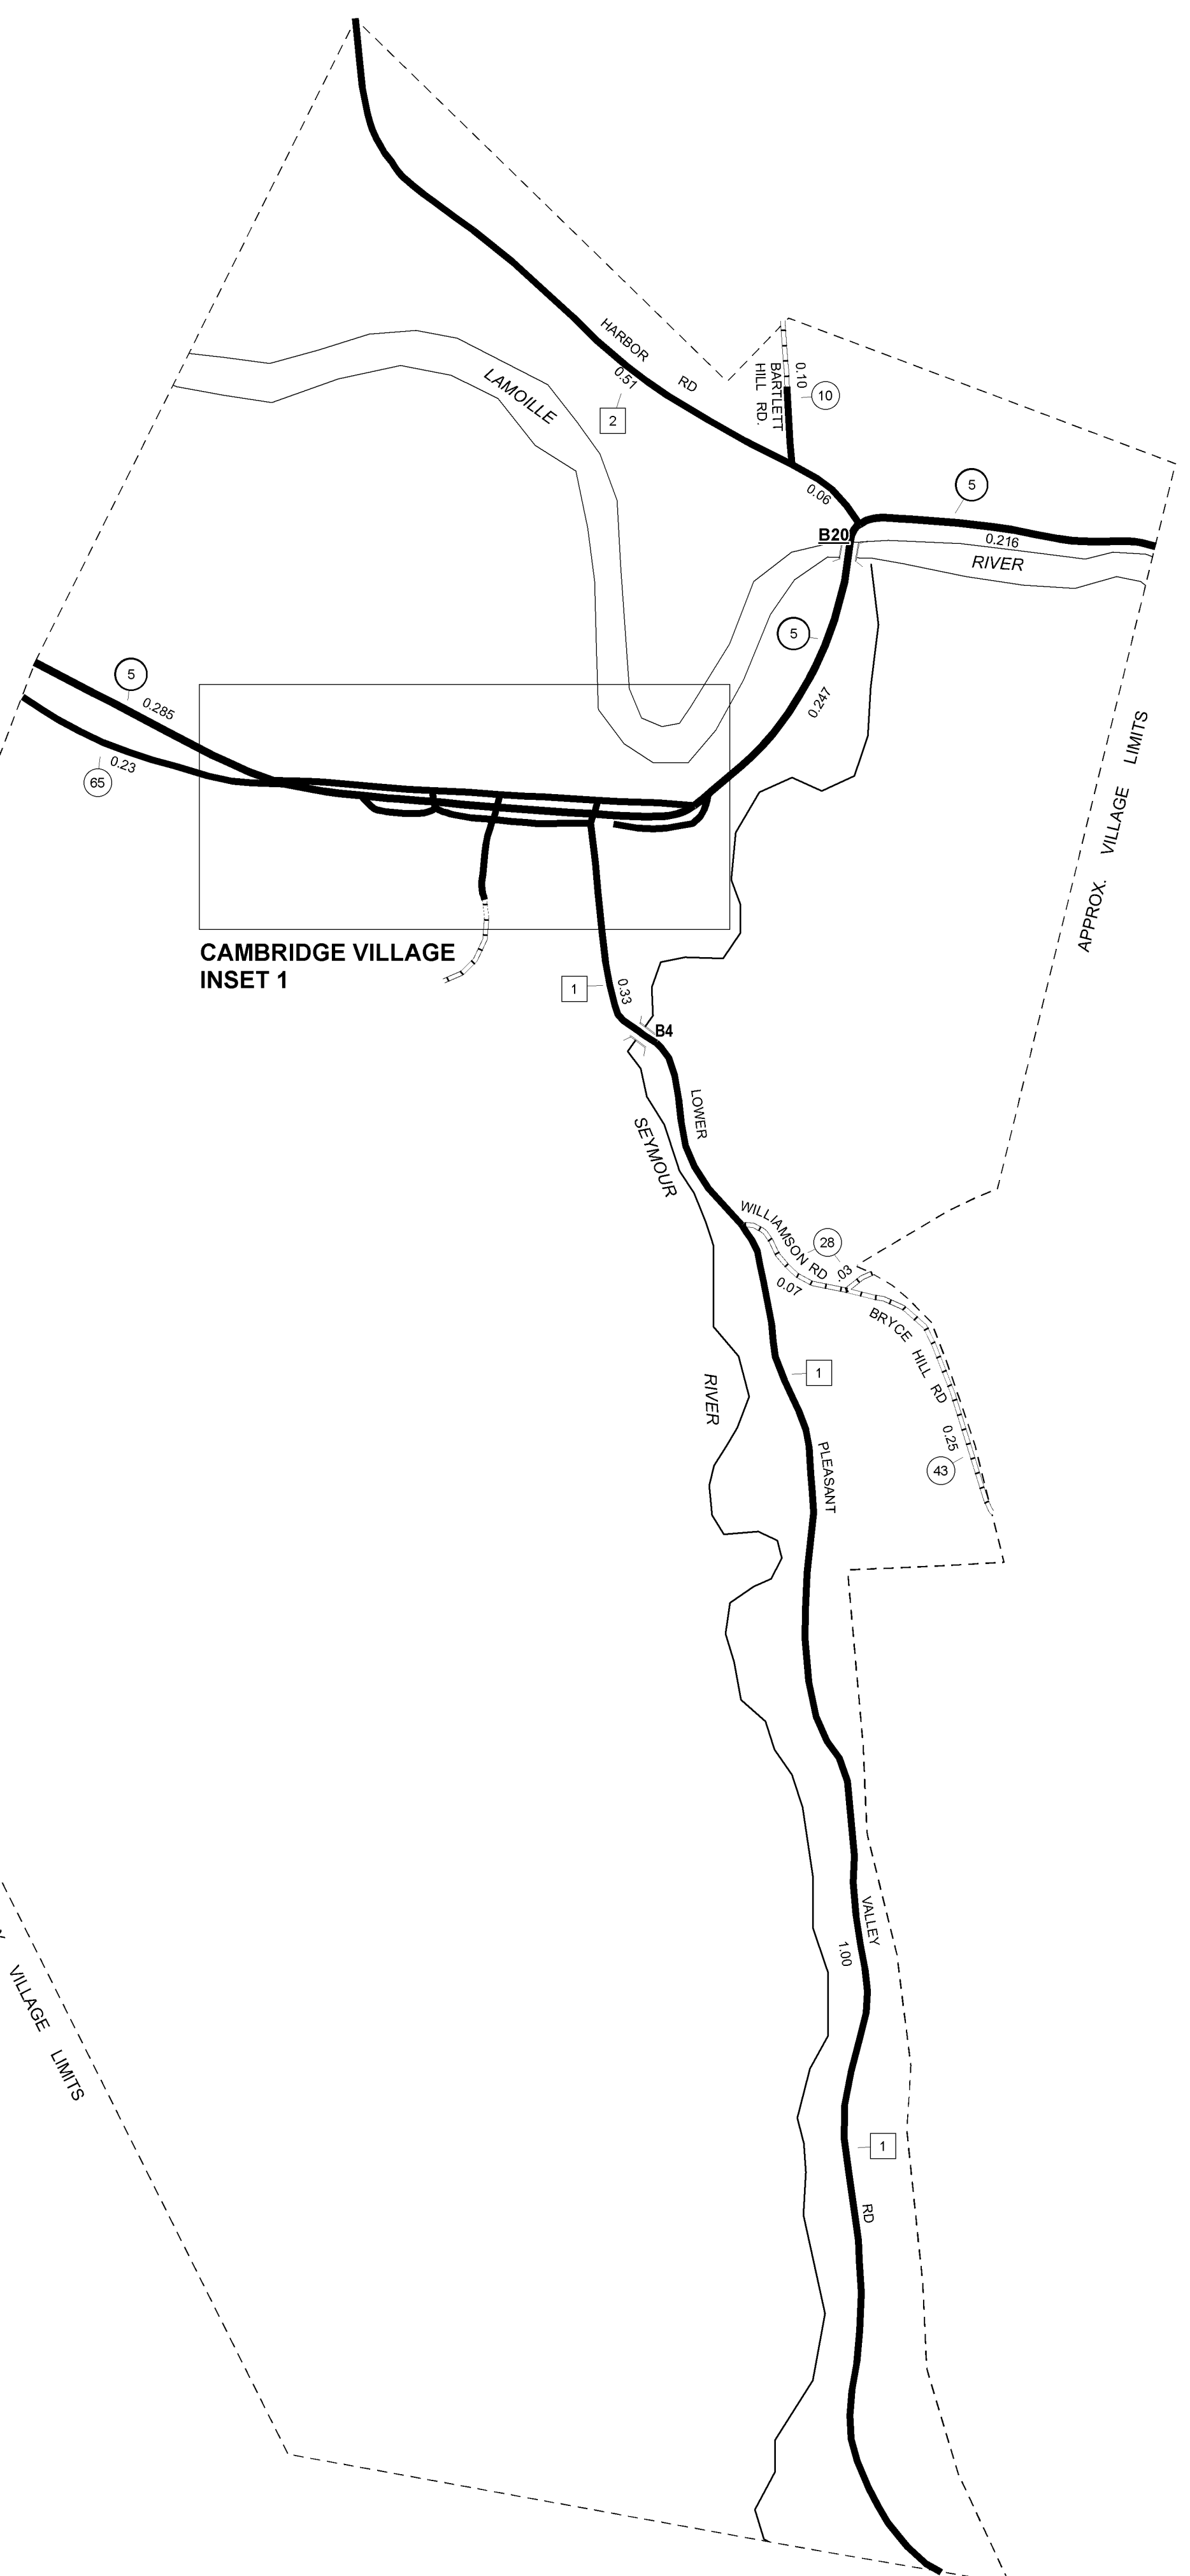 HARBOR RD
0.51
2
LAMOILLE
0.10
BARTLETT
HILL RD.
10
0.06
5
B20
0.216
RIVER
5
0.247
5
0.285
0.23
65
APPROX. VILLAGE LIMITS
CAMBRIDGE VILLAGE
INSET 1
1
0.33
B4
LOWER
SEYMOUR
WILLIAMSON RD
28
.03
0.07
BRYCE HILL RD
1
RIVER
0.25
43
PLEASANT
VALLEY
1.00
VILLAGE LIMITS
1
RD